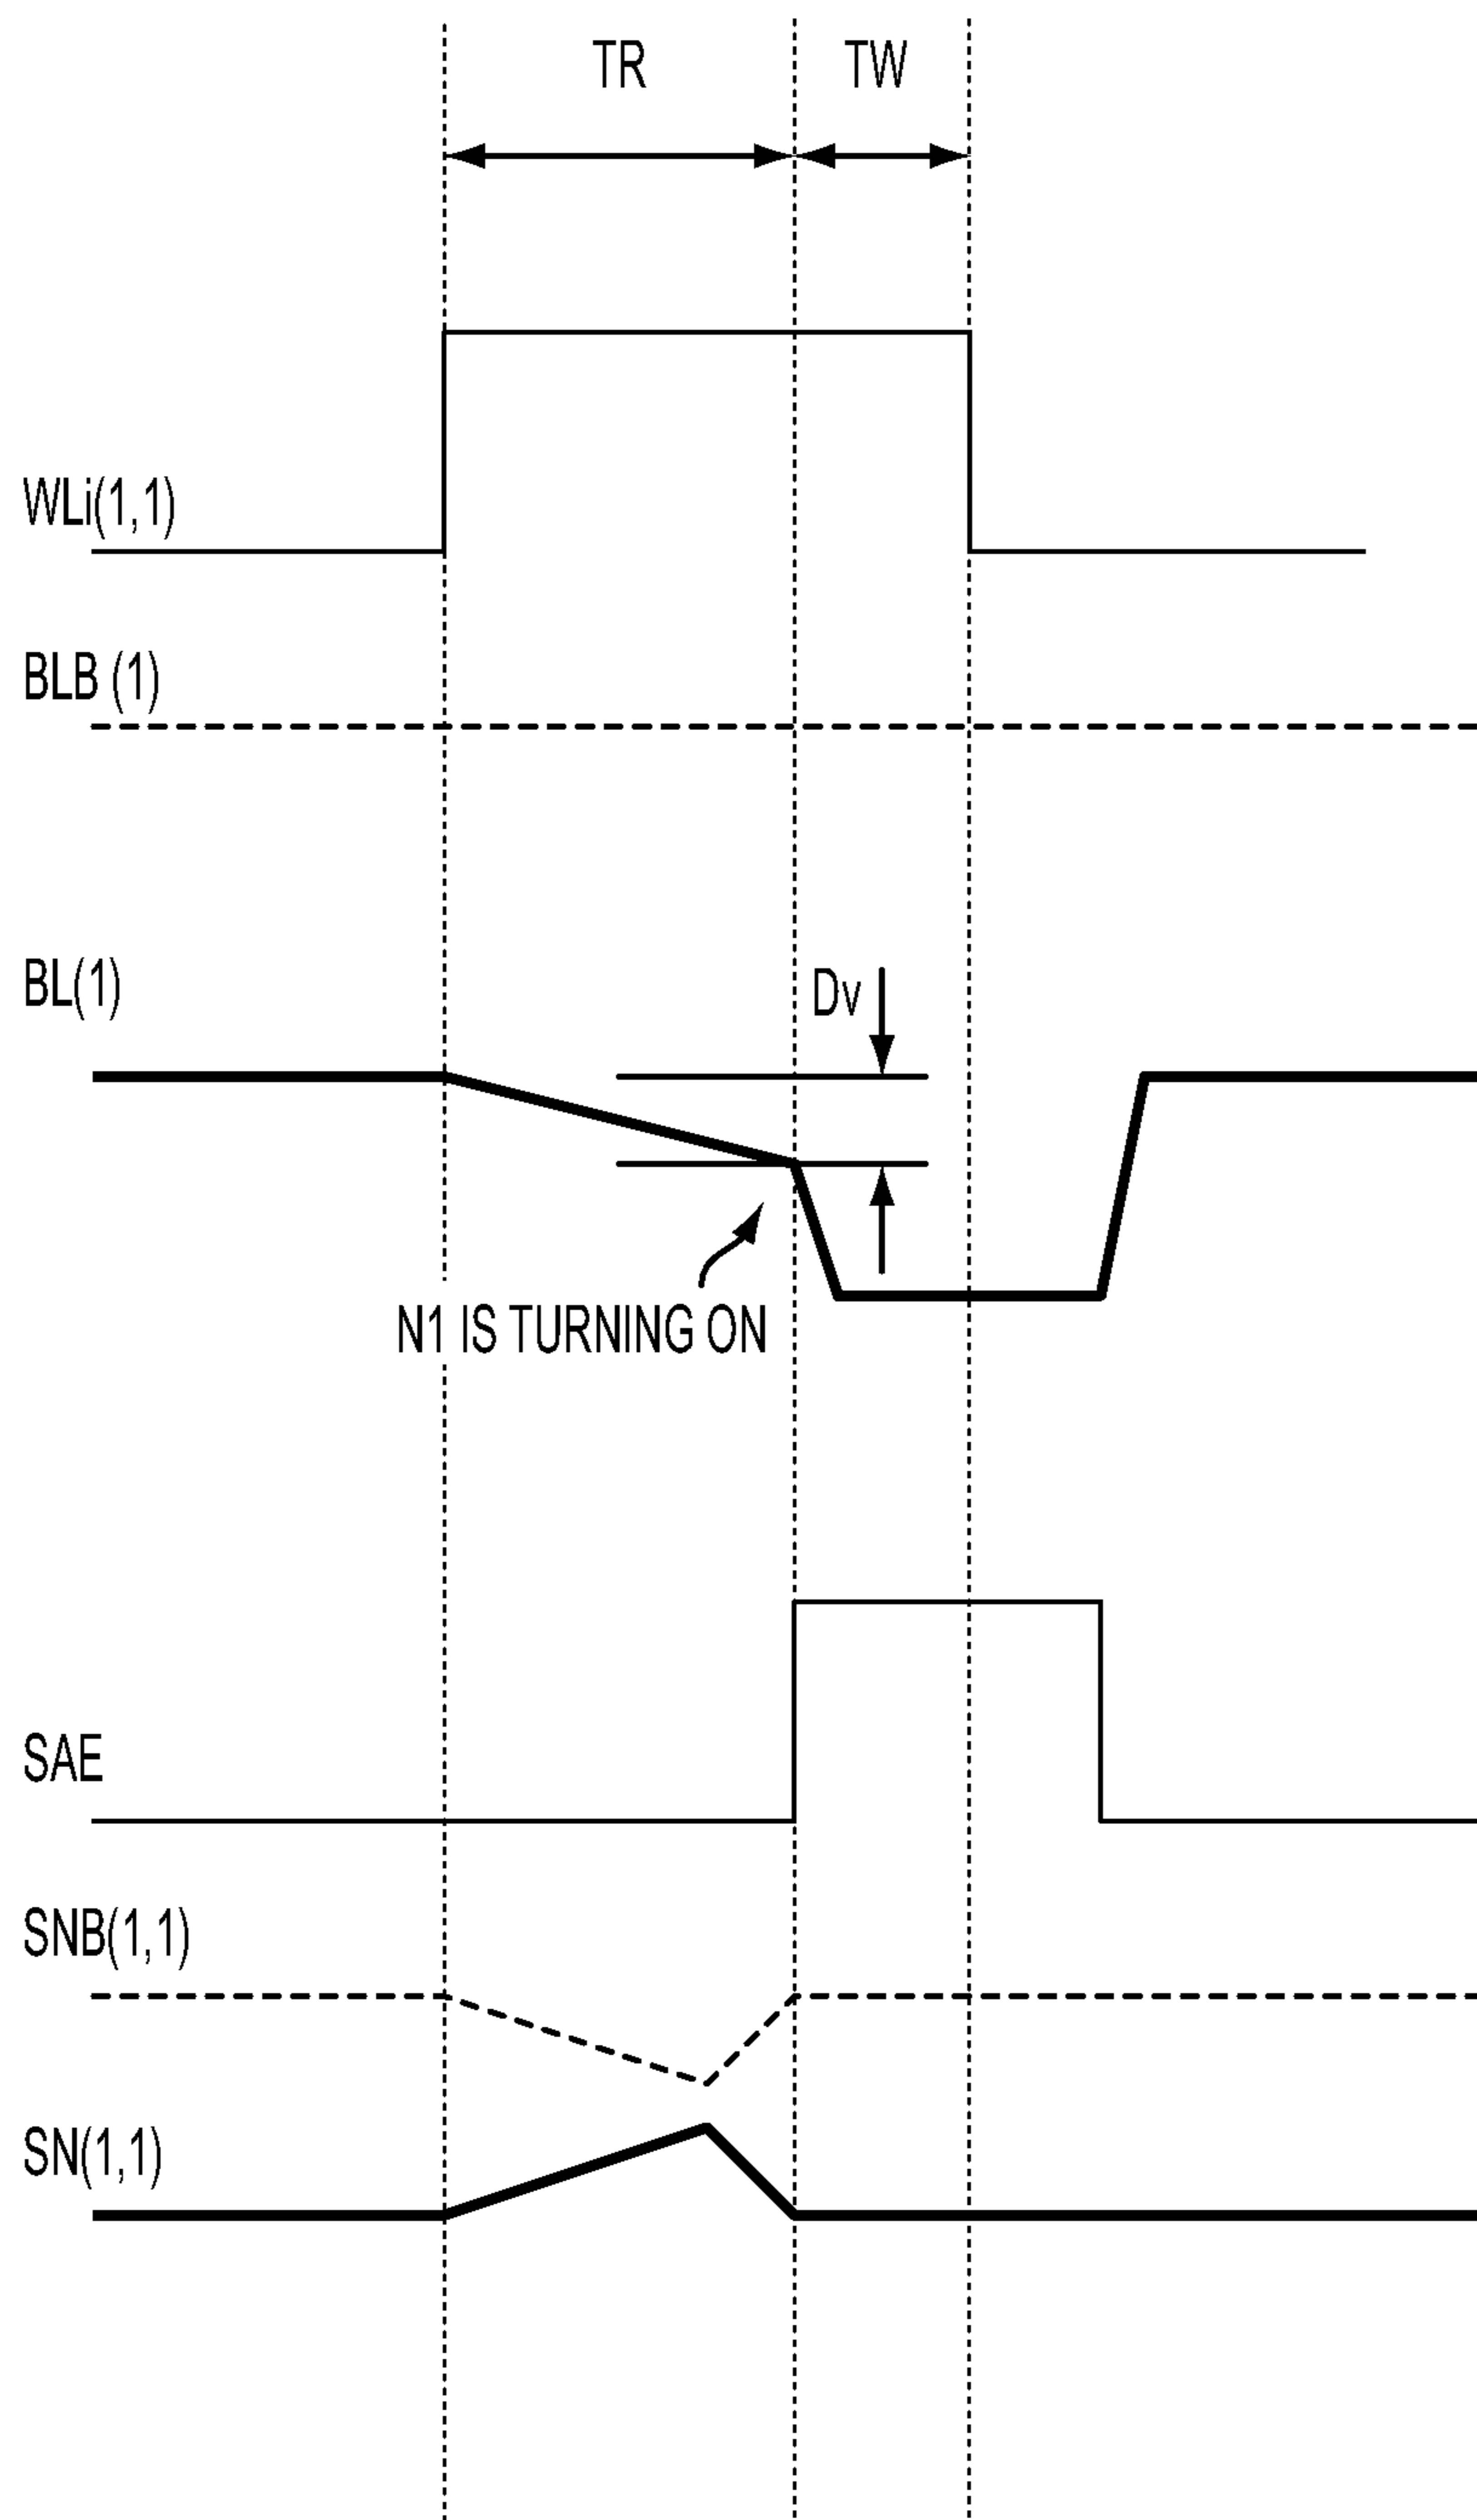 TR
TW
WLi(1,1)
BLB (1)
BL(1)
Dv
N1 IS TURNING ON
SAE
SNB(1,1)
SN(1,1)